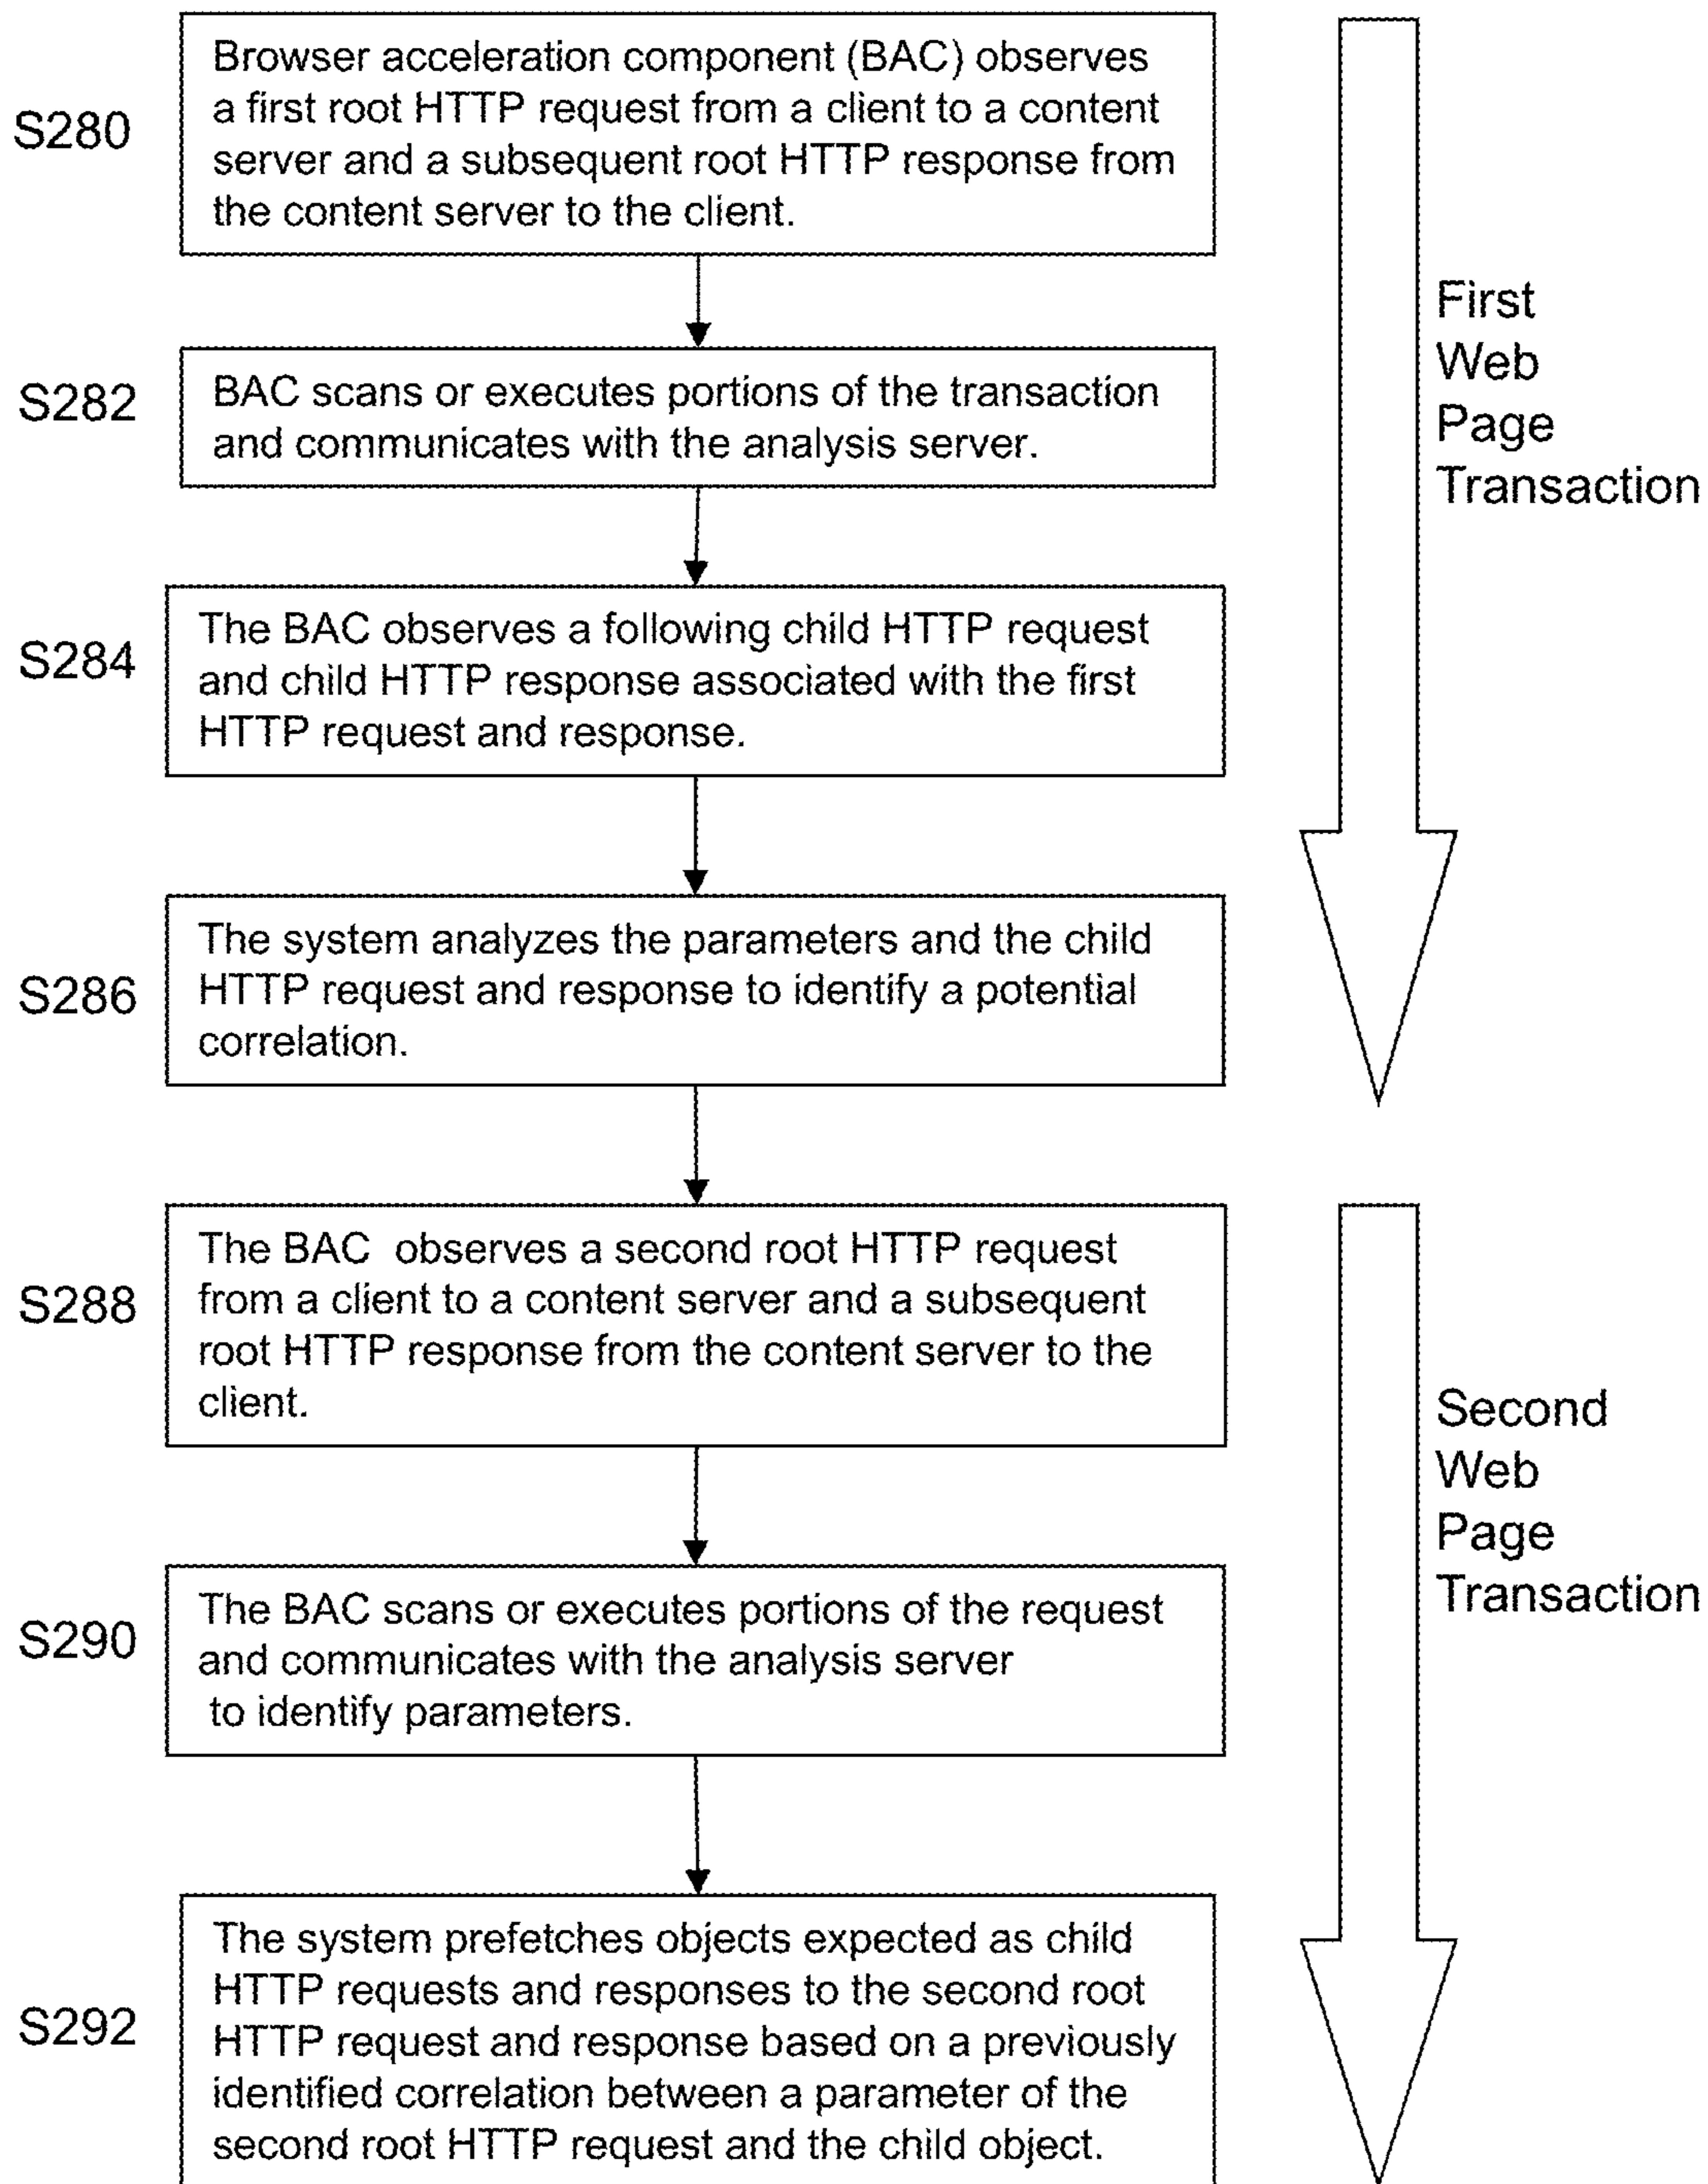 S280
Browser acceleration component (BAC) observes
a first root HTTP request from a client to a content
server and a subsequent root HTTP response from
the content server to the client.
S282
BAC scans or executes portions of the transaction
and communicates with the analysis server.
First
Web
Page
Transaction
S284
The BAC observes a following child HTTP request
and child HTTP response associated with the first
HTTP request and response.
S286
The system analyzes the parameters and the child
HTTP request and response to identify a potential
correlation.
S288
The BAC observes a second root HTTP request
from a client to a content server and a subsequent
root HTTP response from the content server to the
client.
Second
Web
Page
Transaction
S290
The BAC scans or executes portions of the request
and communicates with the analysis server
to identify parameters.
S292
The system prefetches objects expected as child
HTTP requests and responses to the second root
HTTP request and response based on a previously
identified correlation between a parameter of the
second root HTTP request and the child object.